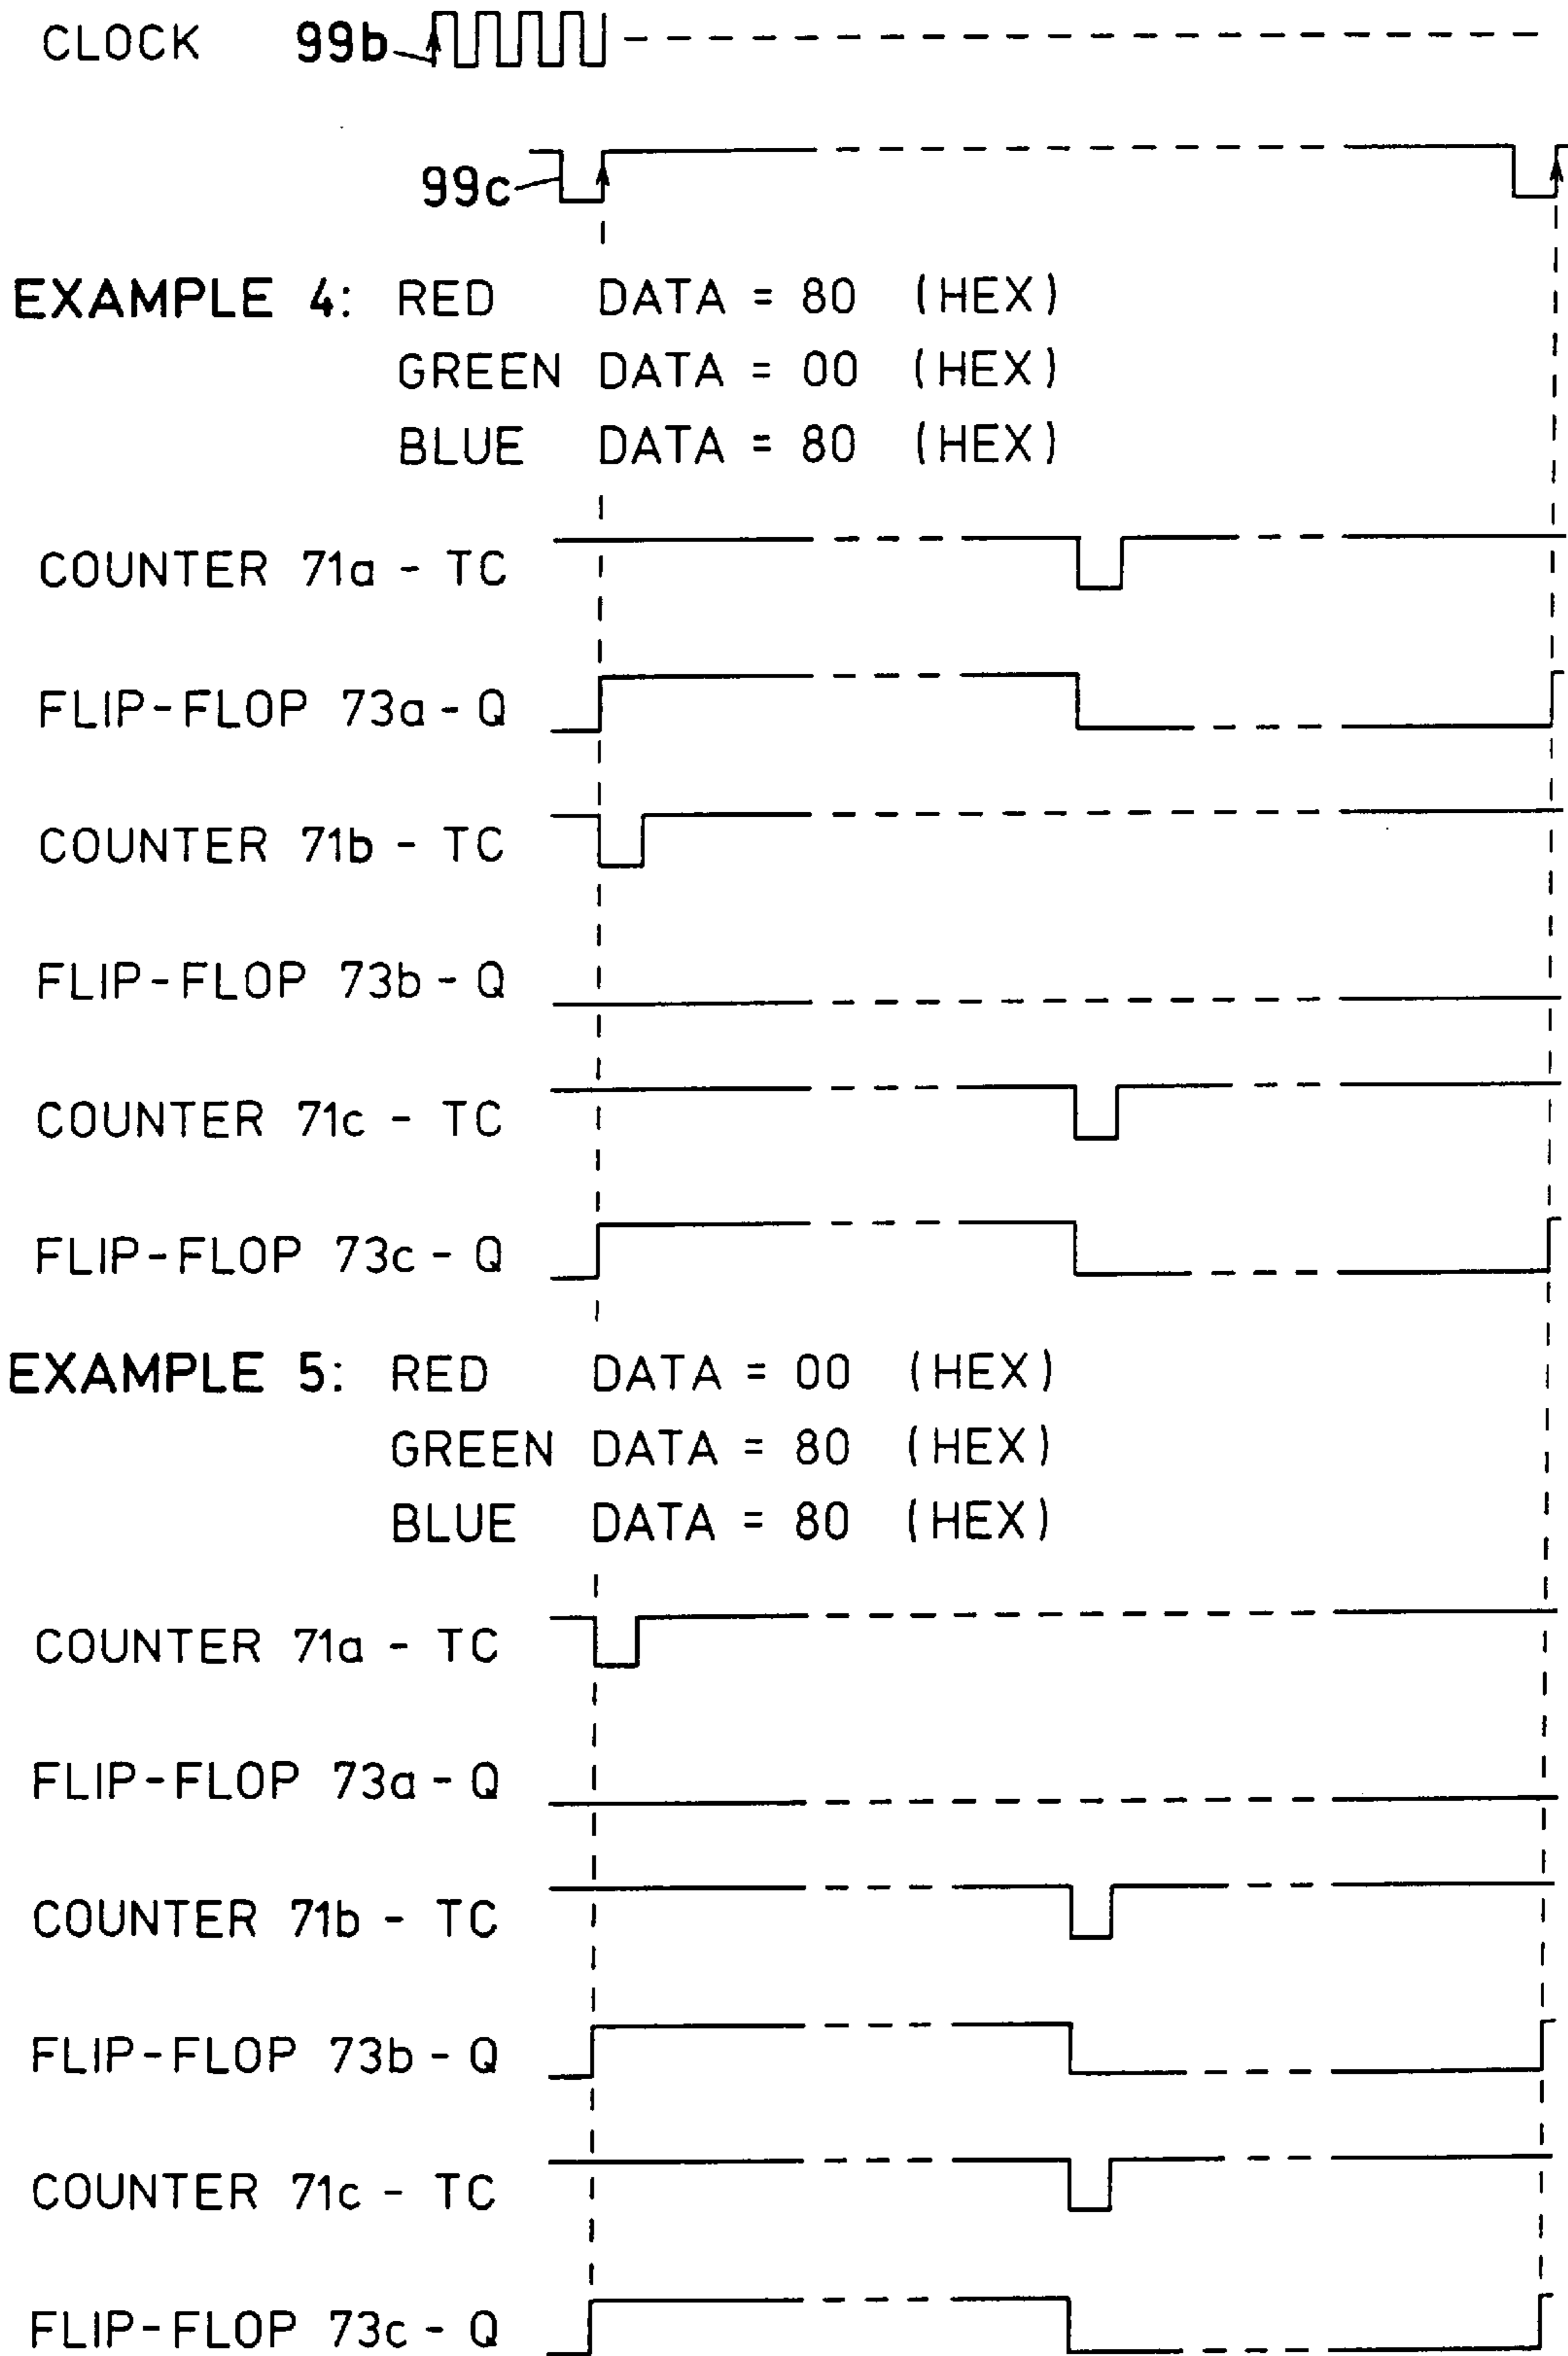 CLOCK 99b
99c
EXAMPLE 4: RED DATA = 80 (HEX)
GREEN DATA = 00 (HEX)
BLUE DATA = 80 (HEX)
COUNTER 71a - TC
FLIP-FLOP 73a - Q
COUNTER 71b - TC
FLIP-FLOP 73b - Q
COUNTER 71c - TC
FLIP-FLOP 73c - Q
EXAMPLE 5: RED DATA = 00 (HEX)
GREEN DATA = 80 (HEX)
BLUE DATA = 80 (HEX)
COUNTER 71a - TC
FLIP-FLOP 73a - Q
COUNTER 71b - TC
FLIP-FLOP 73b - Q
COUNTER 71c - TC
FLIP-FLOP 73c - Q